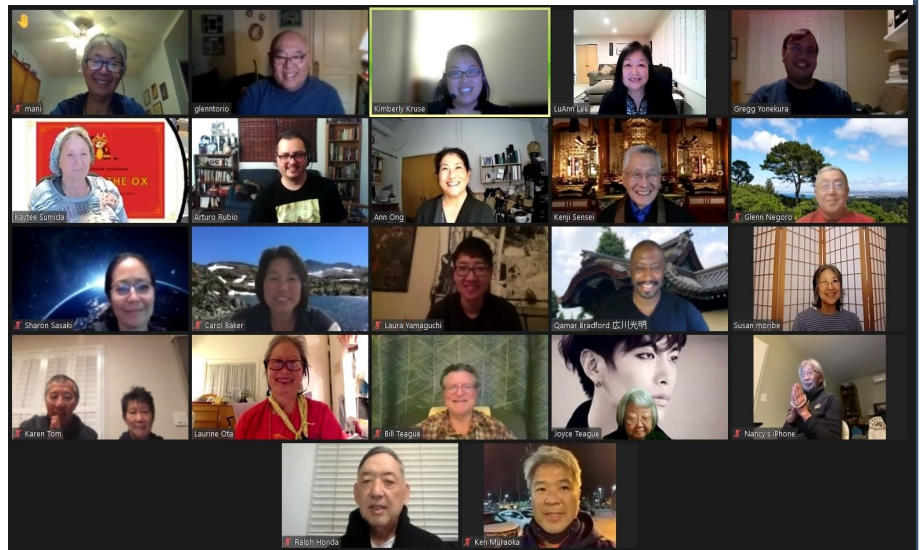 mani
glenntorio
Kimberly Kruse
LuAnn Lee
Gregg Yonekura
THE OX
Kaytee Sumida
Arturo Rubio
Ann Ong
Kenji Sensei
Glenn Negoro
Sharon Sasaki
Carol Baker
Laura Yamaguchi
Qamar Bradford 広川光明
Susan moribe
Karen Tom
Laurine Ota
Bill Teague
Joyce Teague
Nancy's iPhone
Ralph Honda
Ken Muraoka